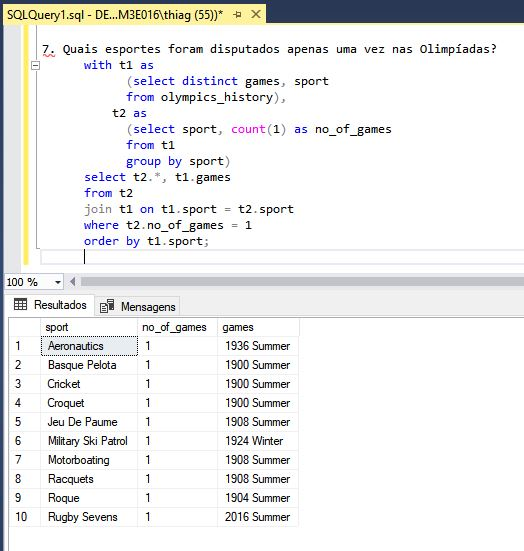 SQLQuery1.sql - DE...M3E016\thiag (55))*
7. Quais esportes foram disputados apenas uma vez nas Olimpíadas?
with t1 as
(select distinct games, sport
from olympics_history),
t2 as
(select sport, count(1) as no_of_games
from t1
group by sport)
select t2.*, t1.games
from t2
join t1 on t1.sport = t2.sport
where t2.no_of_games = 1
order by t1.sport;
100 %
Resultados Mensagens
sport no_of_games games
1 Aeronautics 1 1936 Summer
2 Basque Pelota 1 1900 Summer
3 Cricket 1 1900 Summer
4 Croquet 1 1900 Summer
5 Jeu De Paume 1 1908 Summer
6 Military Ski Patrol 1 1924 Winter
7 Motorboating 1 1908 Summer
8 Racquets 1 1908 Summer
9 Roque 1 1904 Summer
10 Rugby Sevens 1 2016 Summer